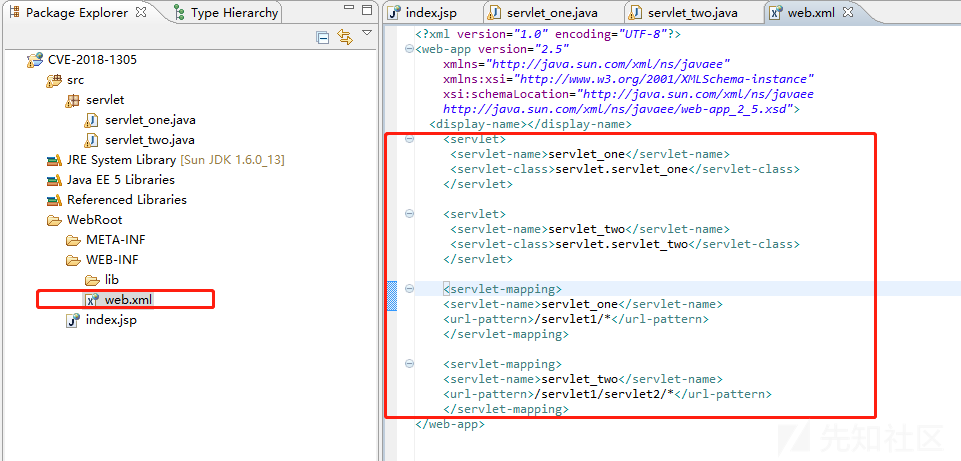 Package Explorer
Type Hierarchy
CVE-2018-1305
src
servlet
servlet_one.java
servlet_two.java
JRE System Library [Sun JDK 1.6.0_13]
Java EE 5 Libraries
Referenced Libraries
WebRoot
META-INF
WEB-INF
lib
web.xml
index.jsp
index.jsp
servlet_one.java
servlet_two.java
web.xml
<?xml version="1.0" encoding="UTF-8"?>
<web-app version="2.5"
xmlns="http://java.sun.com/xml/ns/javaee"
xmlns:xsi="http://www.w3.org/2001/XMLSchema-instance"
xsi:schemaLocation="http://java.sun.com/xml/ns/javaee
http://java.sun.com/xml/ns/javaee/web-app_2_5.xsd">
<display-name></display-name>
<servlet>
<servlet-name>servlet_one</servlet-name>
<servlet-class>servlet.servlet_one</servlet-class>
</servlet>
<servlet>
<servlet-name>servlet_two</servlet-name>
<servlet-class>servlet.servlet_two</servlet-class>
</servlet>
<servlet-mapping>
<servlet-name>servlet_one</servlet-name>
<url-pattern>/servlet1/*</url-pattern>
</servlet-mapping>
<servlet-mapping>
<servlet-name>servlet_two</servlet-name>
<url-pattern>/servlet1/servlet2/*</url-pattern>
</servlet-mapping>
</web-app>
先知社区